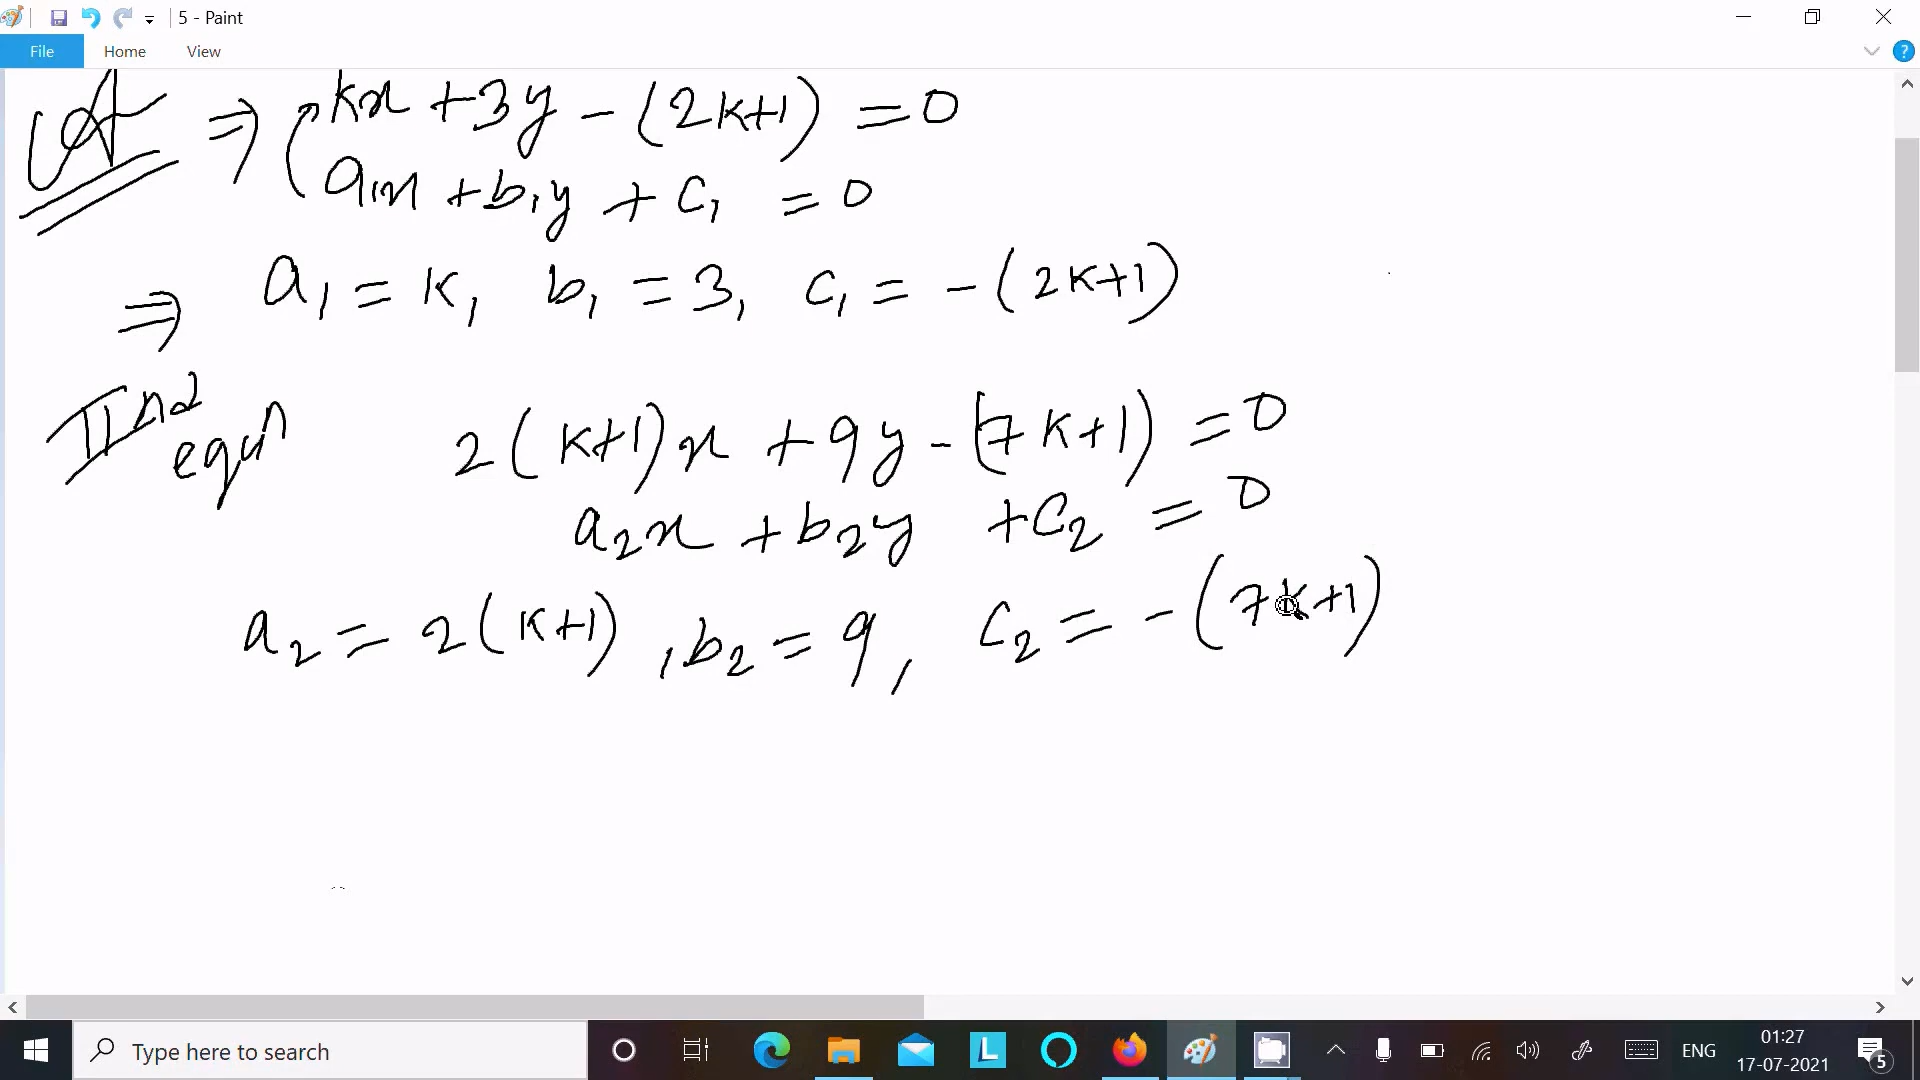 5 - Paint
File Home View
A ⇒ kx + 3y - (2k+1) = 0
a1x + b1y + c1 = 0
⇒ a1 = k, b1 = 3, c1 = -(2k+1)
IInd
equn
2(k+1)x + 9y - (7k+1) = 0
a2x + b2y + c2 = 0
a2 = 2(k+1), b2 = 9, c2 = -(7k+1)
Type here to search
ENG
01:27
17-07-2021
5